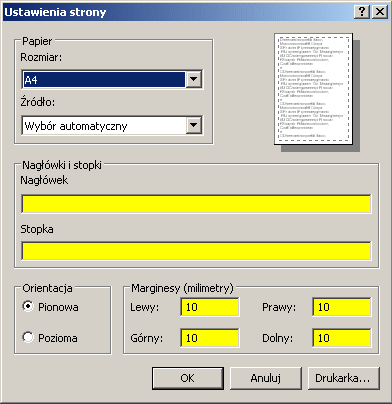 Ustawienia strony
Papier
Rozmiar:
A4
Źródło:
Wybór automatyczny
Nagłówki i stopki
Nagłówek
Stopka
Orientacja
Pionowa
Pozioma
Marginesy (milimetry)
Lewy: 10 Prawy: 10
Górny: 10 Dolny: 10
OK Anuluj Drukarka...